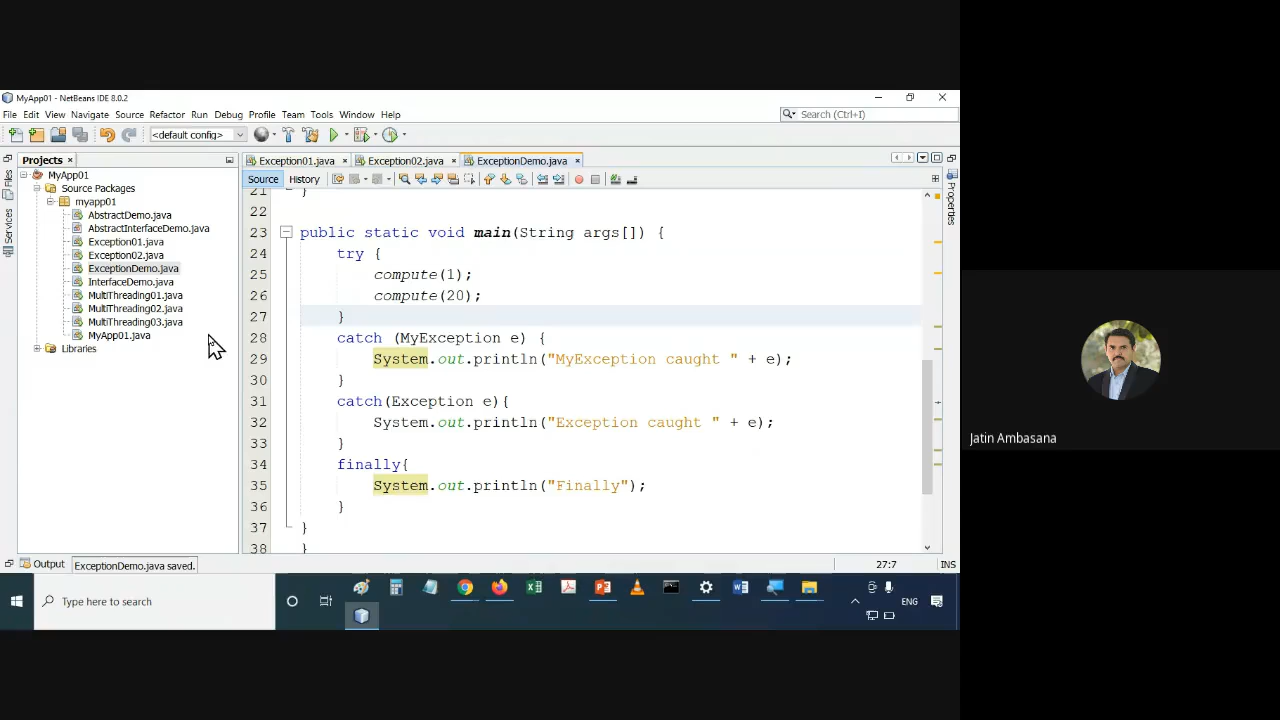 MyApp01 - NetBeans IDE 8.0.2
File Edit View Navigate Source Refactor Run Debug Profile Team Tools Window Help
Search (Ctrl+I)
<default config>
Projects
Exception01.java
Exception02.java
ExceptionDemo.java
Files
Services
Properties
MyApp01
Source Packages
myapp01
AbstractDemo.java
AbstractInterfaceDemo.java
Exception01.java
Exception02.java
ExceptionDemo.java
InterfaceDemo.java
MultiThreading01.java
MultiThreading02.java
MultiThreading03.java
MyApp01.java
Libraries
Source History
21 }
22
23 public static void main(String args[]) {
24 try {
25 compute(1);
26 compute(20);
27 }
28 catch (MyException e) {
29 System.out.println("MyException caught " + e);
30 }
31 catch(Exception e){
32 System.out.println("Exception caught " + e);
33 }
34 finally{
35 System.out.println("Finally");
36 }
37 }
38 }
Output
ExceptionDemo.java saved.
27:7
INS
Type here to search
ENG
Jatin Ambasana